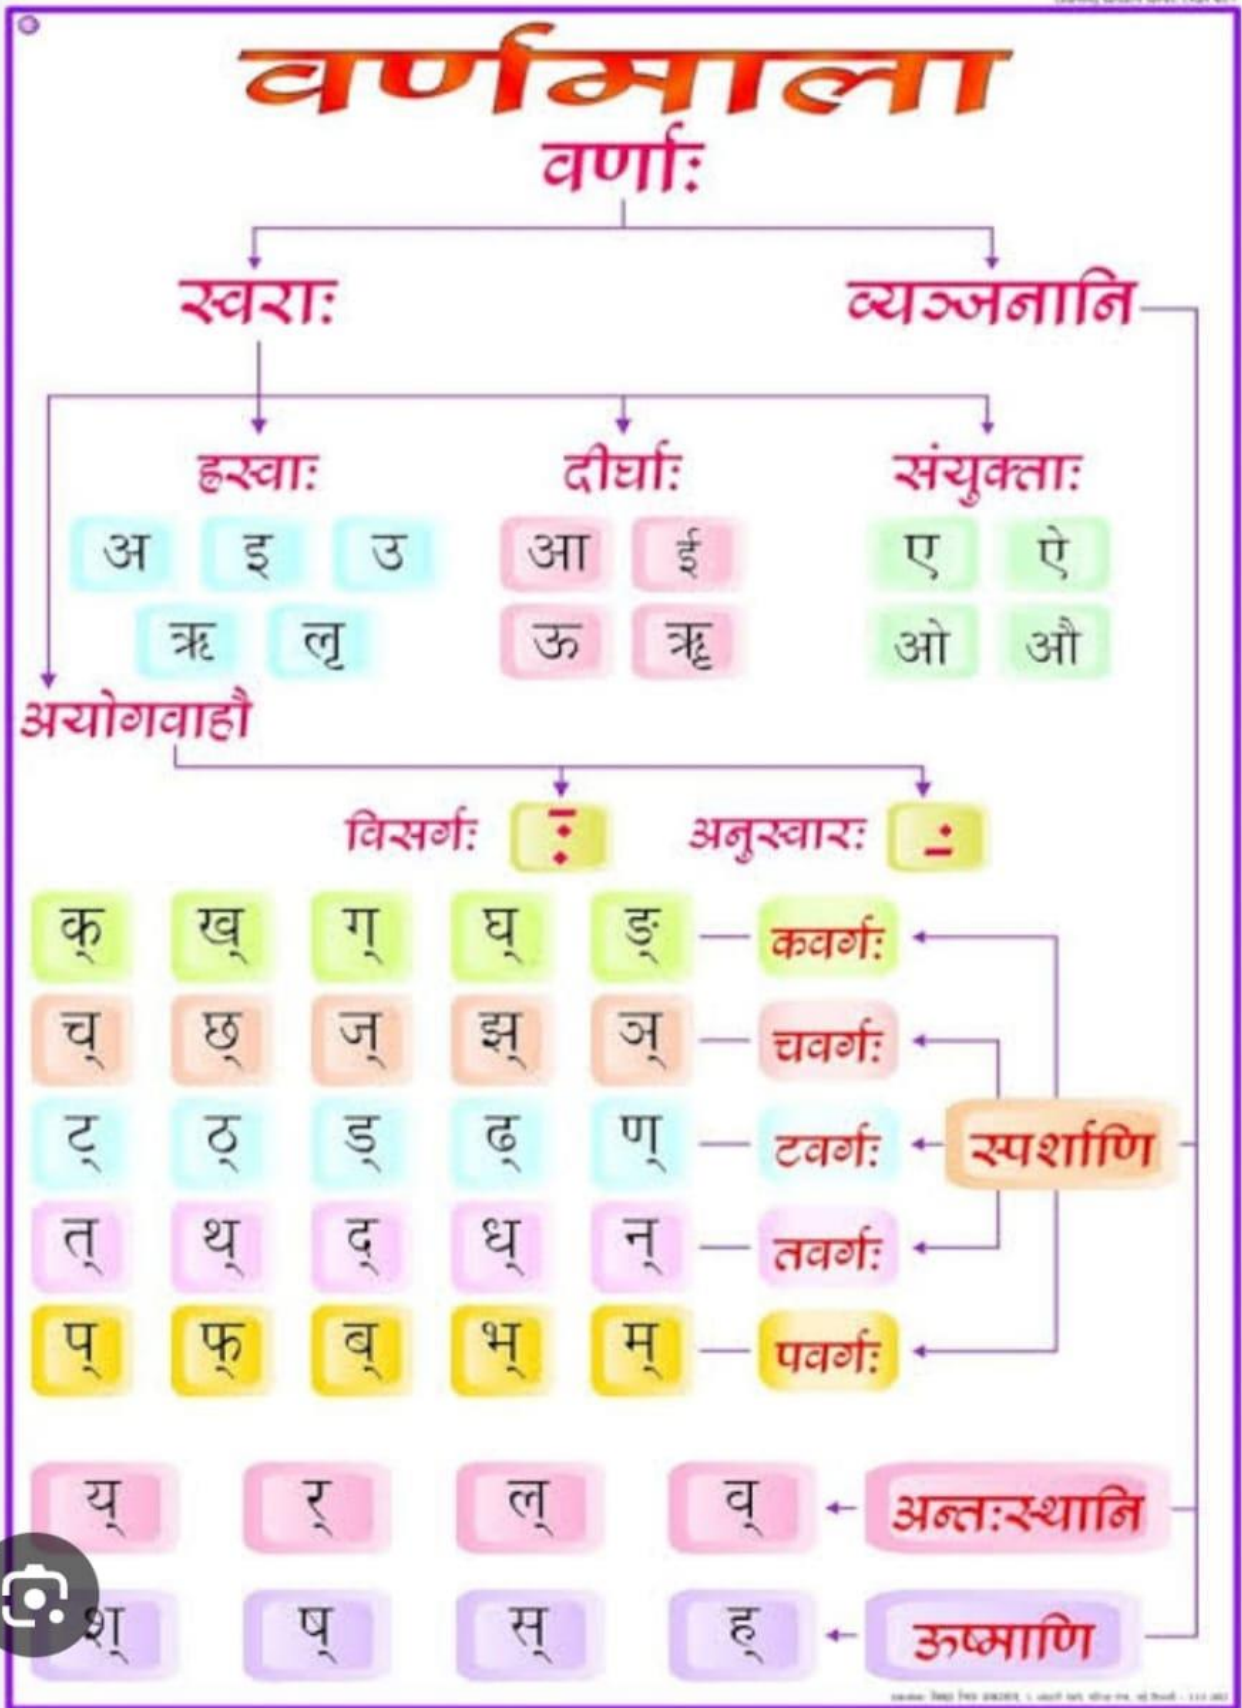 वर्णमाला
वर्णाः
स्वराः व्यञ्जनानि
ह्रस्वाः दीर्घाः संयुक्ताः
अ इ उ आ ई ए ऐ
ऋ लृ ऊ ॠ ओ औ
अयोगवाहौ
विसर्गः अनुस्वारः
क् ख् ग् घ् ङ् कवर्गः
च् छ् ज् झ् ञ् चवर्गः
ट् ठ् ड् ढ् ण् टवर्गः स्पर्शाणि
त् थ् द् ध् न् तवर्गः
प् फ् ब् भ् म् पवर्गः
य् र् ल् व् अन्तःस्थानि
श् ष् स् ह् ऊष्माणि